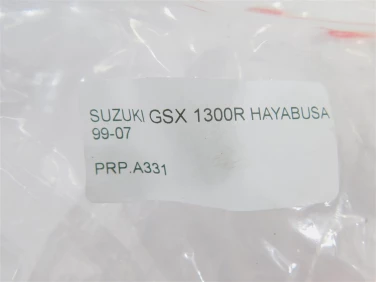 SUZUKI GSX 1300R HAYABUSA
99-07
PRP.A331